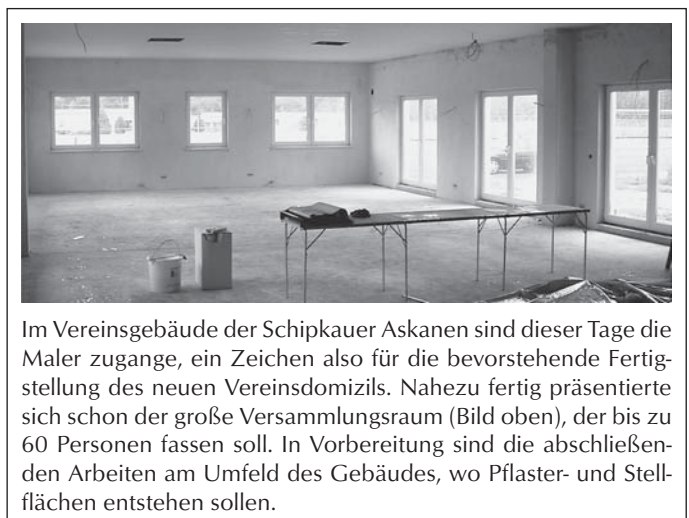 Im Vereinsgebäude der Schipkauer Askanen sind dieser Tage die
Maler zugange, ein Zeichen also für die bevorstehende Fertig-
stellung des neuen Vereinsdomizils. Nahezu fertig präsentierte
sich schon der große Versammlungsraum (Bild oben), der bis zu
60 Personen fassen soll. In Vorbereitung sind die abschließen-
den Arbeiten am Umfeld des Gebäudes, wo Pflaster- und Stell-
flächen entstehen sollen.